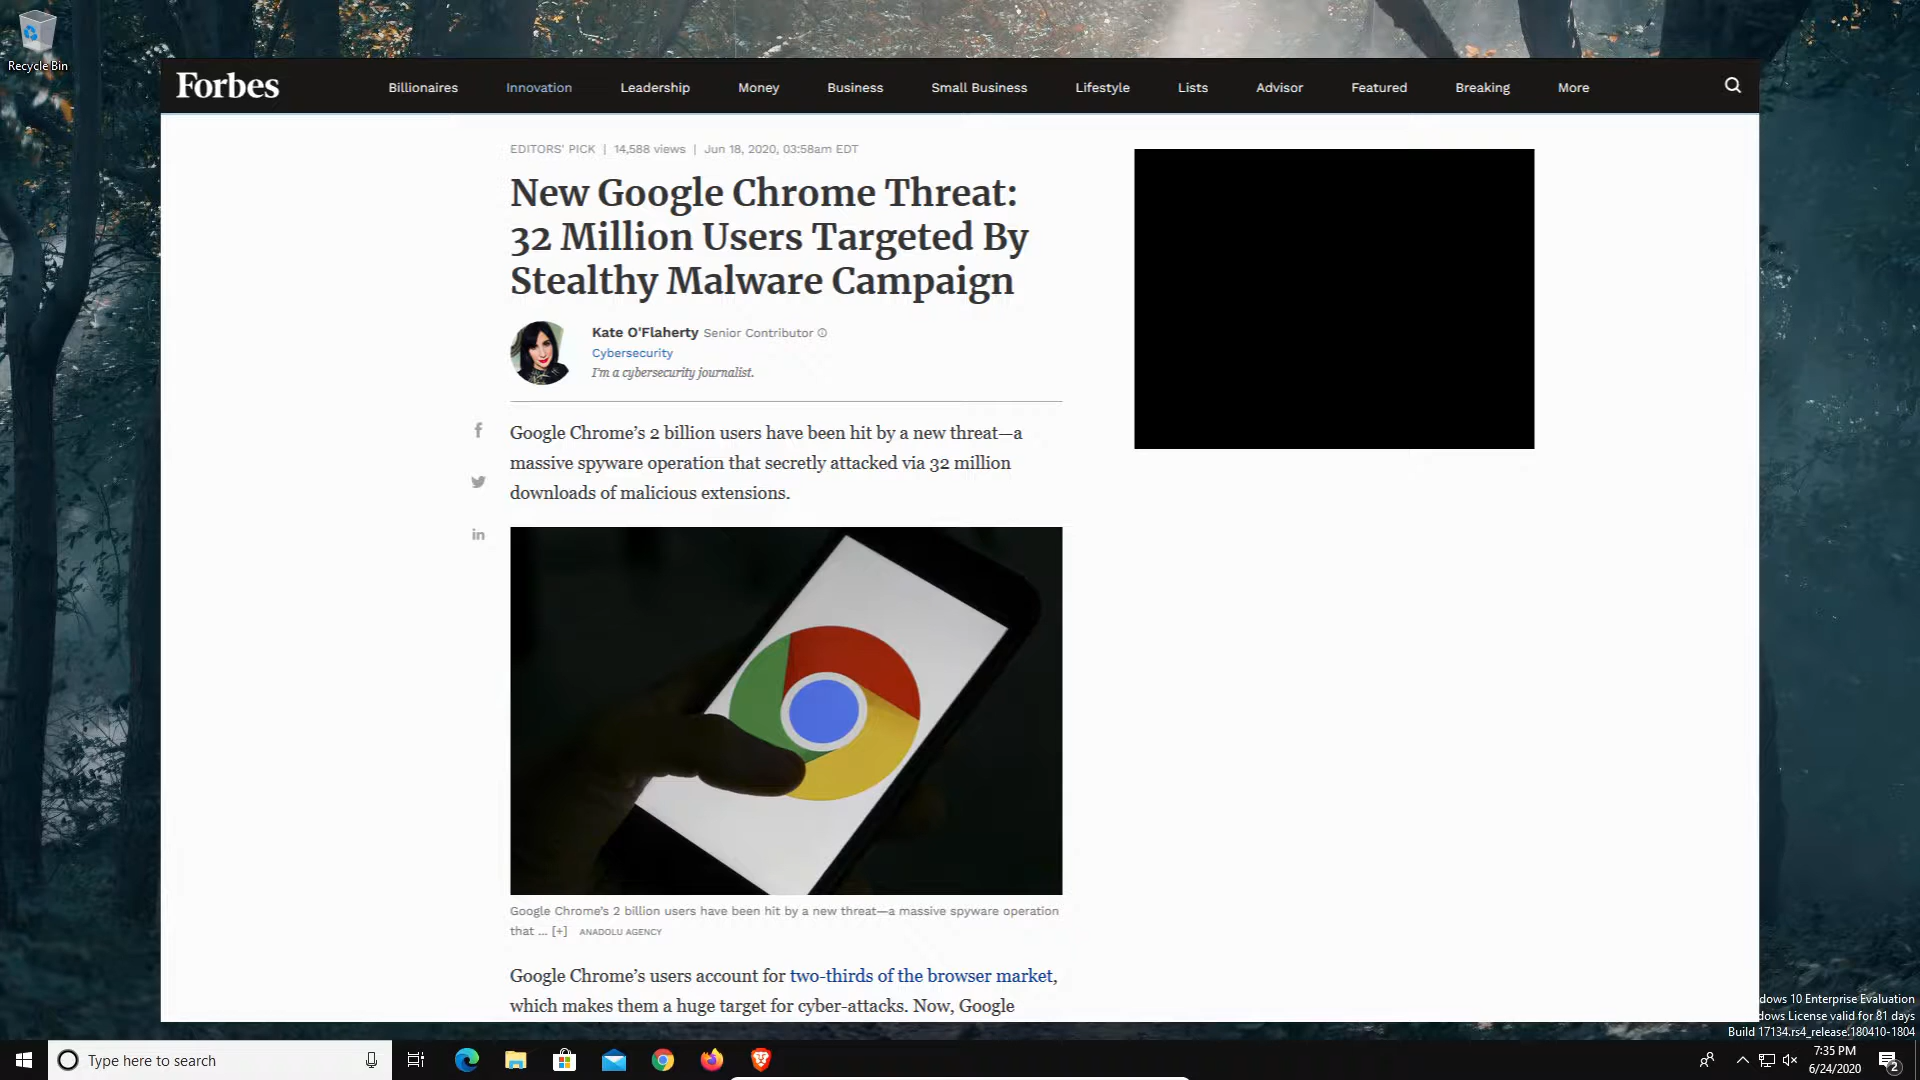 Recycle Bin
Forbes
Billionaires Innovation Leadership Money Business Small Business Lifestyle Lists Advisor Featured Breaking More
EDITORS' PICK | 14,588 views | Jun 18, 2020, 03:58am EDT
New Google Chrome Threat:
32 Million Users Targeted By
Stealthy Malware Campaign
Kate O'Flaherty Senior Contributor
Cybersecurity
I'm a cybersecurity journalist.
Google Chrome’s 2 billion users have been hit by a new threat—a
massive spyware operation that secretly attacked via 32 million
downloads of malicious extensions.
Google Chrome’s 2 billion users have been hit by a new threat—a massive spyware operation
that ... [+] ANADOLU AGENCY
Google Chrome’s users account for two-thirds of the browser market,
which makes them a huge target for cyber-attacks. Now, Google
dows 10 Enterprise Evaluation
dows License valid for 81 days
Build 17134.rs4_release.180410-1804
Type here to search
7:35 PM
6/24/2020
2